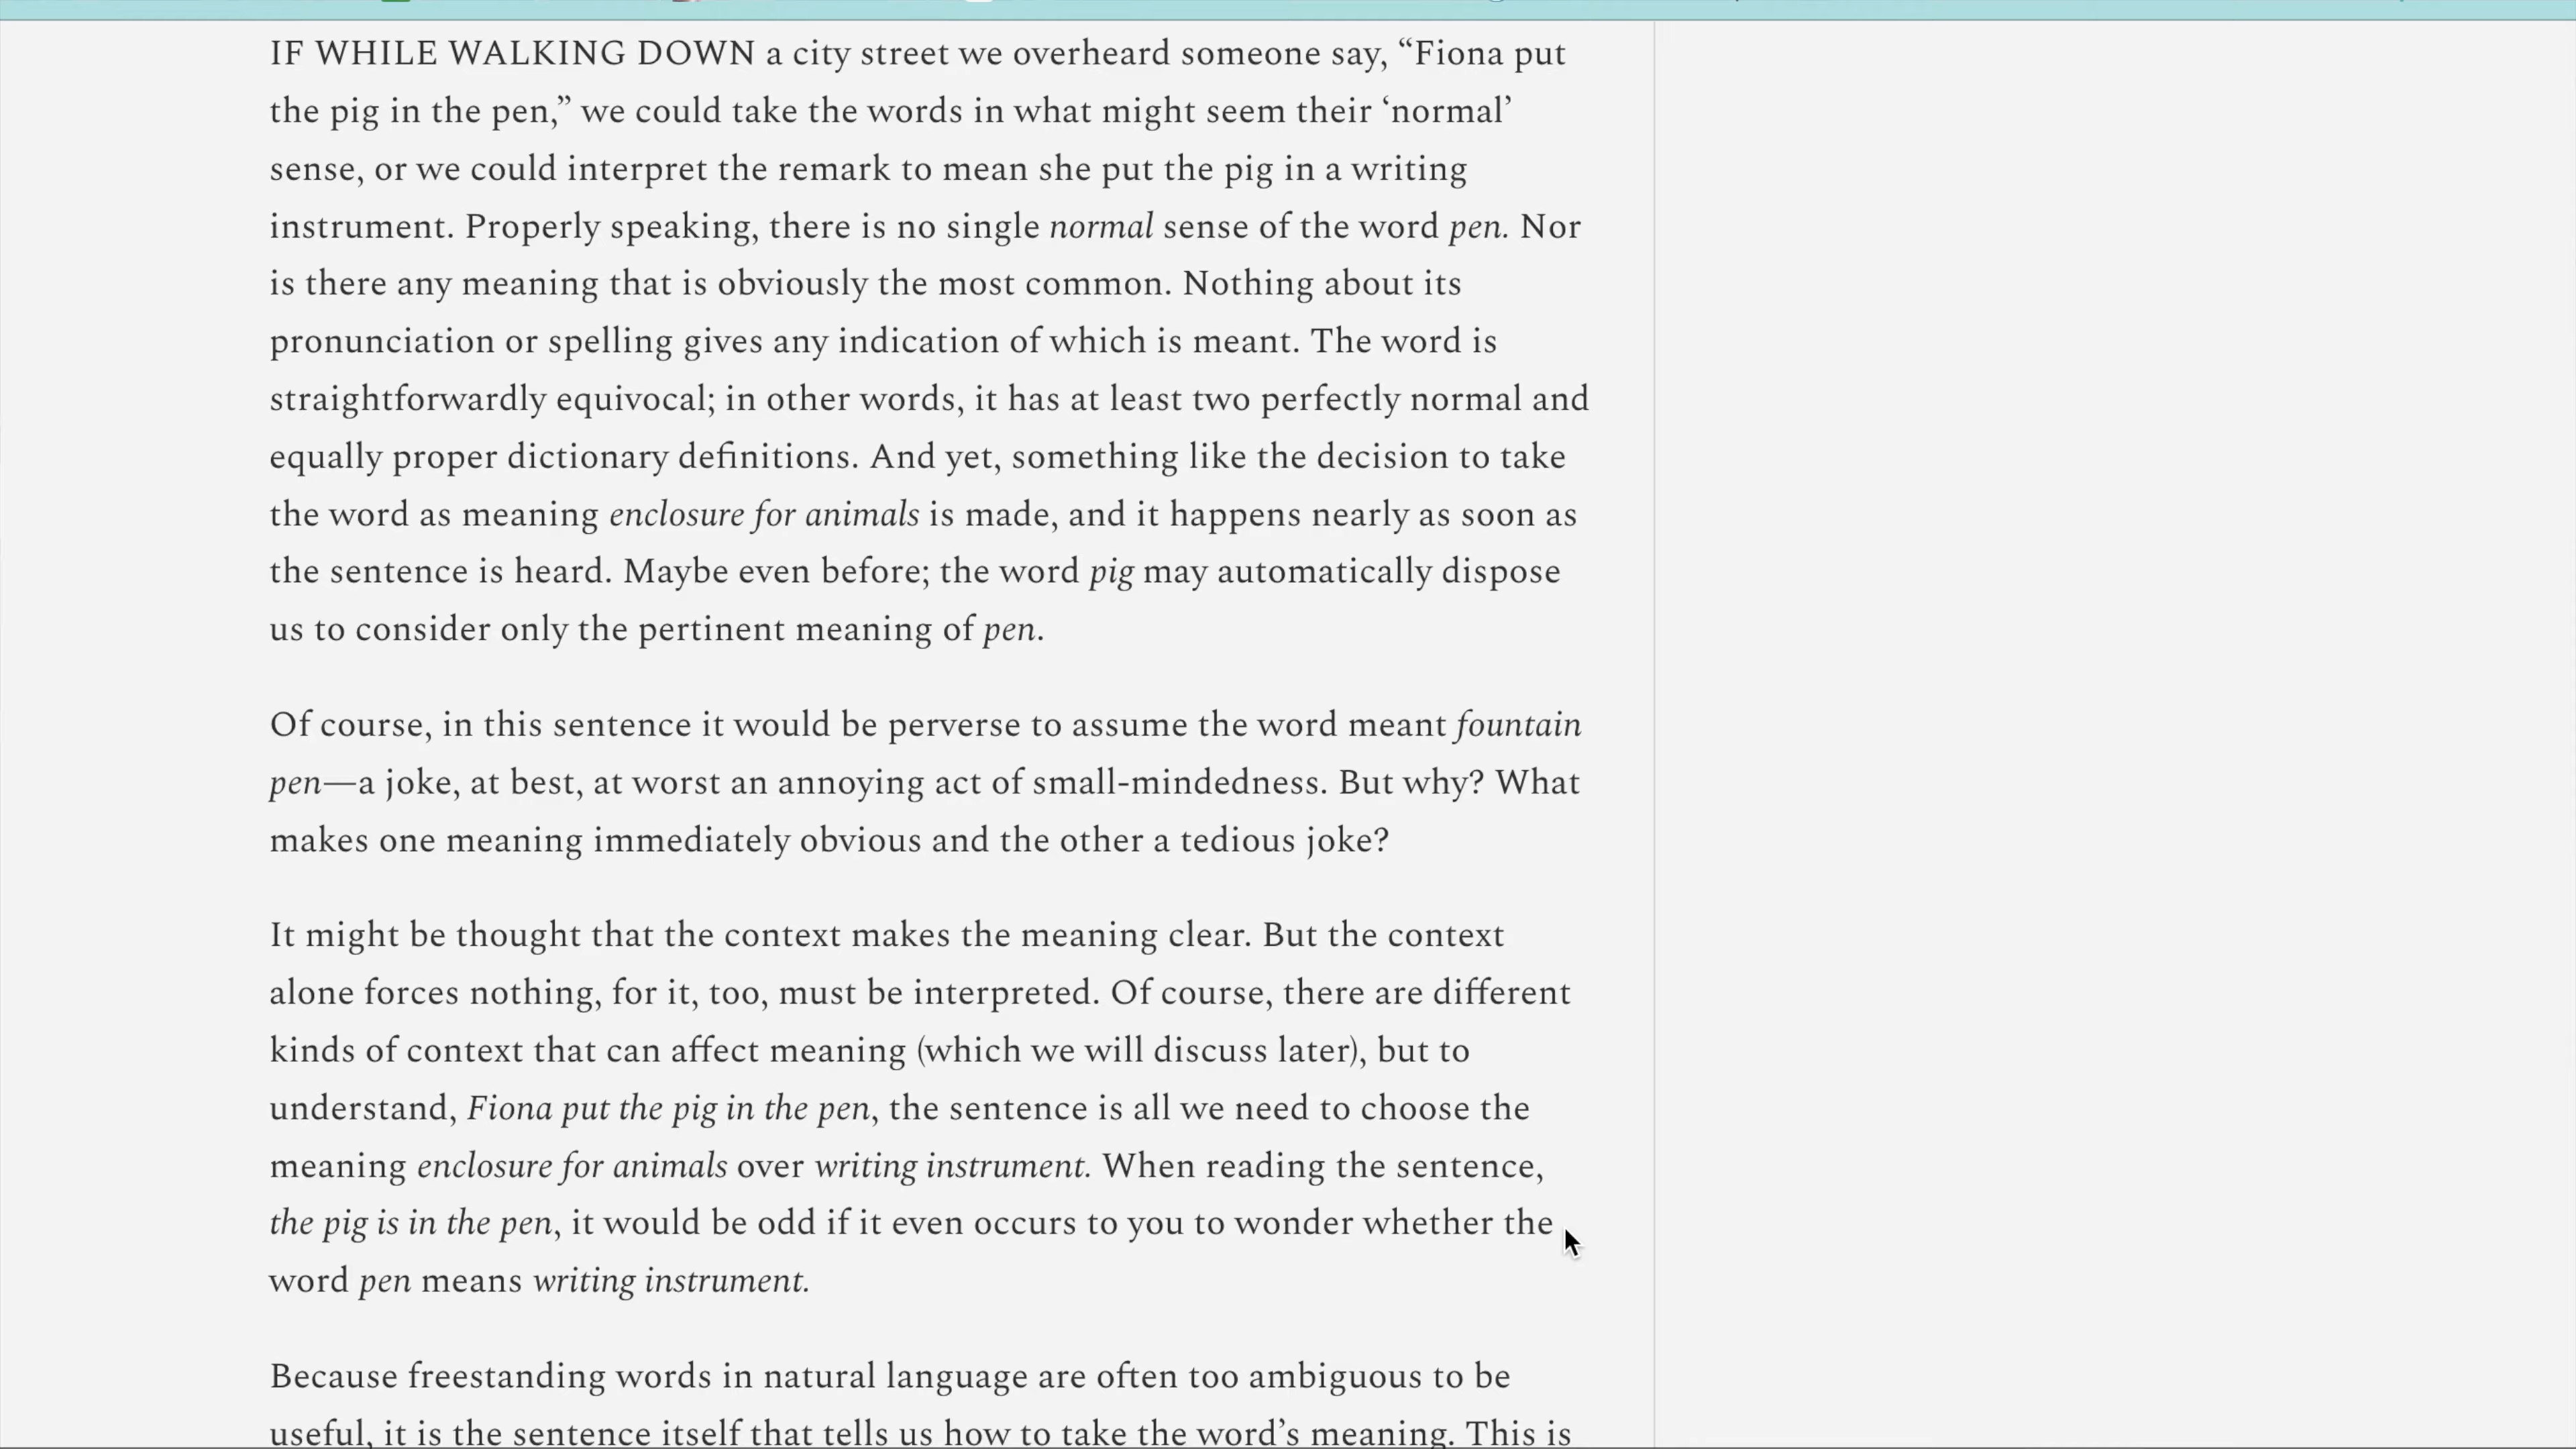 IF WHILE WALKING DOWN a city street we overheard someone say, “Fiona put
the pig in the pen,” we could take the words in what might seem their ‘normal’
sense, or we could interpret the remark to mean she put the pig in a writing
instrument. Properly speaking, there is no single normal sense of the word pen. Nor
is there any meaning that is obviously the most common. Nothing about its
pronunciation or spelling gives any indication of which is meant. The word is
straightforwardly equivocal; in other words, it has at least two perfectly normal and
equally proper dictionary definitions. And yet, something like the decision to take
the word as meaning enclosure for animals is made, and it happens nearly as soon as
the sentence is heard. Maybe even before; the word pig may automatically dispose
us to consider only the pertinent meaning of pen.
Of course, in this sentence it would be perverse to assume the word meant fountain
pen—a joke, at best, at worst an annoying act of small-mindedness. But why? What
makes one meaning immediately obvious and the other a tedious joke?
It might be thought that the context makes the meaning clear. But the context
alone forces nothing, for it, too, must be interpreted. Of course, there are different
kinds of context that can affect meaning (which we will discuss later), but to
understand, Fiona put the pig in the pen, the sentence is all we need to choose the
meaning enclosure for animals over writing instrument. When reading the sentence,
the pig is in the pen, it would be odd if it even occurs to you to wonder whether the
word pen means writing instrument.
Because freestanding words in natural language are often too ambiguous to be
useful, it is the sentence itself that tells us how to take the word’s meaning. This is